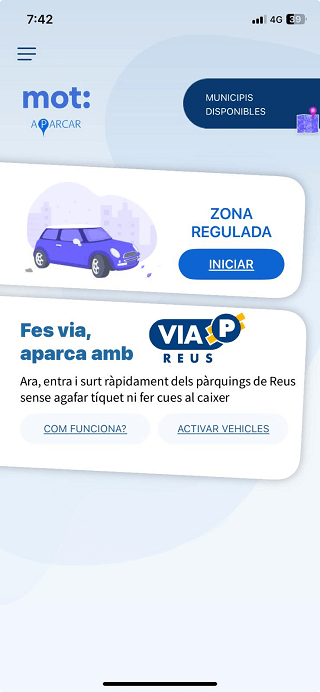 7:42
4G 39
mot:
APARCAR
MUNICIPIS
DISPONIBLES
ZONA
REGULADA
INICIAR
Fes via,
aparca amb
VIA P
REUS
Ara, entra i surt ràpidament dels pàrquings de Reus
sense agafar tíquet ni fer cues al caixer
COM FUNCIONA?
ACTIVAR VEHICLES